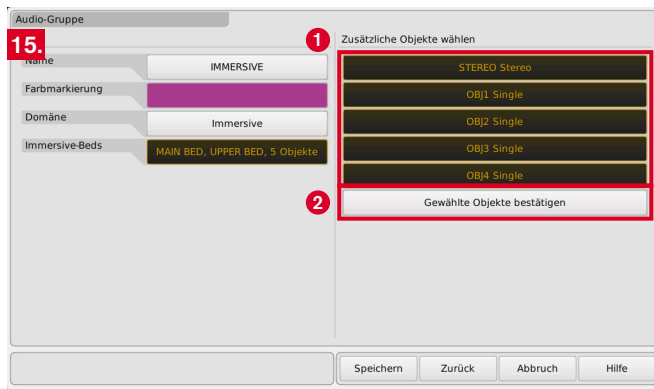 Audio-Gruppe
15.
Name
IMMERSIVE
Farbmarkierung
Domäne
Immersive
Immersive-Beds
MAIN BED, UPPER BED, 5 Objekte
1
Zusätzliche Objekte wählen
STEREO Stereo
OBJ1 Single
OBJ2 Single
OBJ3 Single
OBJ4 Single
2
Gewählte Objekte bestätigen
Speichern
Zurück
Abbruch
Hilfe